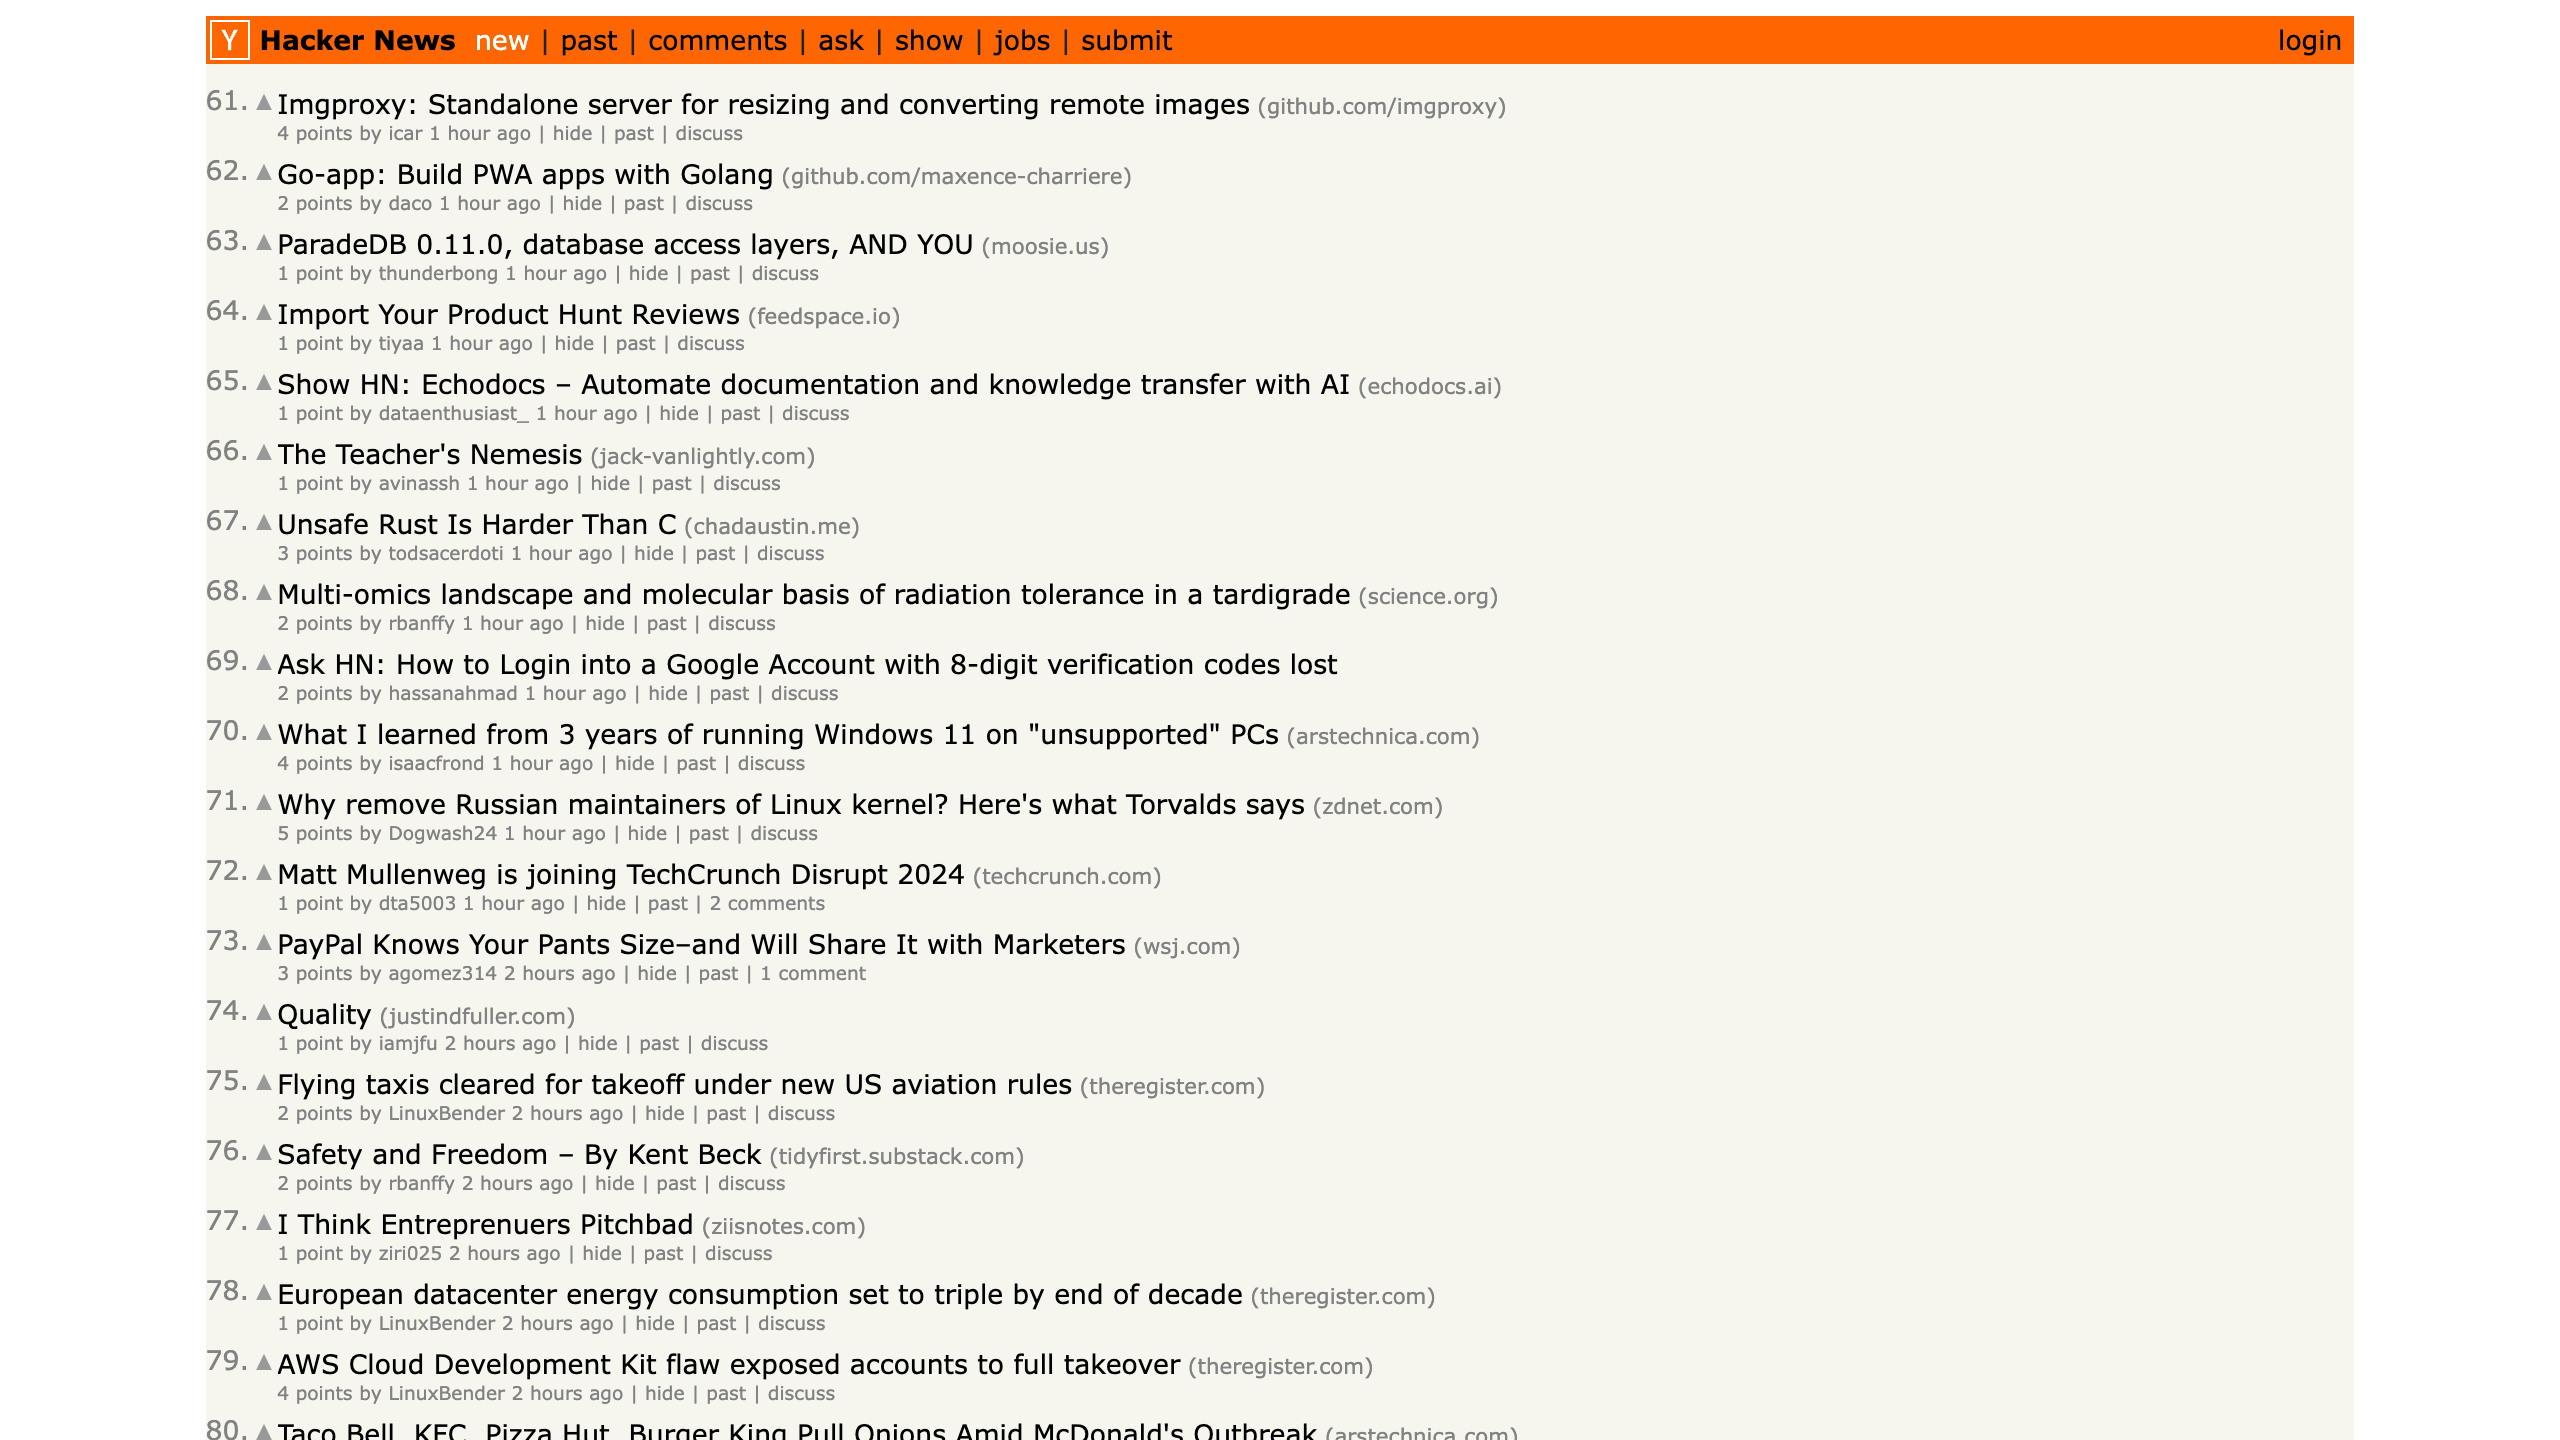 Y Hacker News new | past | comments | ask | show | jobs | submit login
61. ▲ Imgproxy: Standalone server for resizing and converting remote images (github.com/imgproxy)
4 points by icar 1 hour ago | hide | past | discuss
62. ▲ Go-app: Build PWA apps with Golang (github.com/maxence-charriere)
2 points by daco 1 hour ago | hide | past | discuss
63. ▲ ParadeDB 0.11.0, database access layers, AND YOU (moosie.us)
1 point by thunderbong 1 hour ago | hide | past | discuss
64. ▲ Import Your Product Hunt Reviews (feedspace.io)
1 point by tiyaa 1 hour ago | hide | past | discuss
65. ▲ Show HN: Echodocs – Automate documentation and knowledge transfer with AI (echodocs.ai)
1 point by dataenthusiast_ 1 hour ago | hide | past | discuss
66. ▲ The Teacher's Nemesis (jack-vanlightly.com)
1 point by avinassh 1 hour ago | hide | past | discuss
67. ▲ Unsafe Rust Is Harder Than C (chadaustin.me)
3 points by todsacerdoti 1 hour ago | hide | past | discuss
68. ▲ Multi-omics landscape and molecular basis of radiation tolerance in a tardigrade (science.org)
2 points by rbanffy 1 hour ago | hide | past | discuss
69. ▲ Ask HN: How to Login into a Google Account with 8-digit verification codes lost
2 points by hassanahmad 1 hour ago | hide | past | discuss
70. ▲ What I learned from 3 years of running Windows 11 on "unsupported" PCs (arstechnica.com)
4 points by isaacfrond 1 hour ago | hide | past | discuss
71. ▲ Why remove Russian maintainers of Linux kernel? Here's what Torvalds says (zdnet.com)
5 points by Dogwash24 1 hour ago | hide | past | discuss
72. ▲ Matt Mullenweg is joining TechCrunch Disrupt 2024 (techcrunch.com)
1 point by dta5003 1 hour ago | hide | past | 2 comments
73. ▲ PayPal Knows Your Pants Size–and Will Share It with Marketers (wsj.com)
3 points by agomez314 2 hours ago | hide | past | 1 comment
74. ▲ Quality (justindfuller.com)
1 point by iamjfu 2 hours ago | hide | past | discuss
75. ▲ Flying taxis cleared for takeoff under new US aviation rules (theregister.com)
2 points by LinuxBender 2 hours ago | hide | past | discuss
76. ▲ Safety and Freedom – By Kent Beck (tidyfirst.substack.com)
2 points by rbanffy 2 hours ago | hide | past | discuss
77. ▲ I Think Entreprenuers Pitchbad (ziisnotes.com)
1 point by ziri025 2 hours ago | hide | past | discuss
78. ▲ European datacenter energy consumption set to triple by end of decade (theregister.com)
1 point by LinuxBender 2 hours ago | hide | past | discuss
79. ▲ AWS Cloud Development Kit flaw exposed accounts to full takeover (theregister.com)
4 points by LinuxBender 2 hours ago | hide | past | discuss
80. ▲ Taco Bell, KFC, Pizza Hut, Burger King Pull Onions Amid McDonald's Outbreak (arstechnica.com)